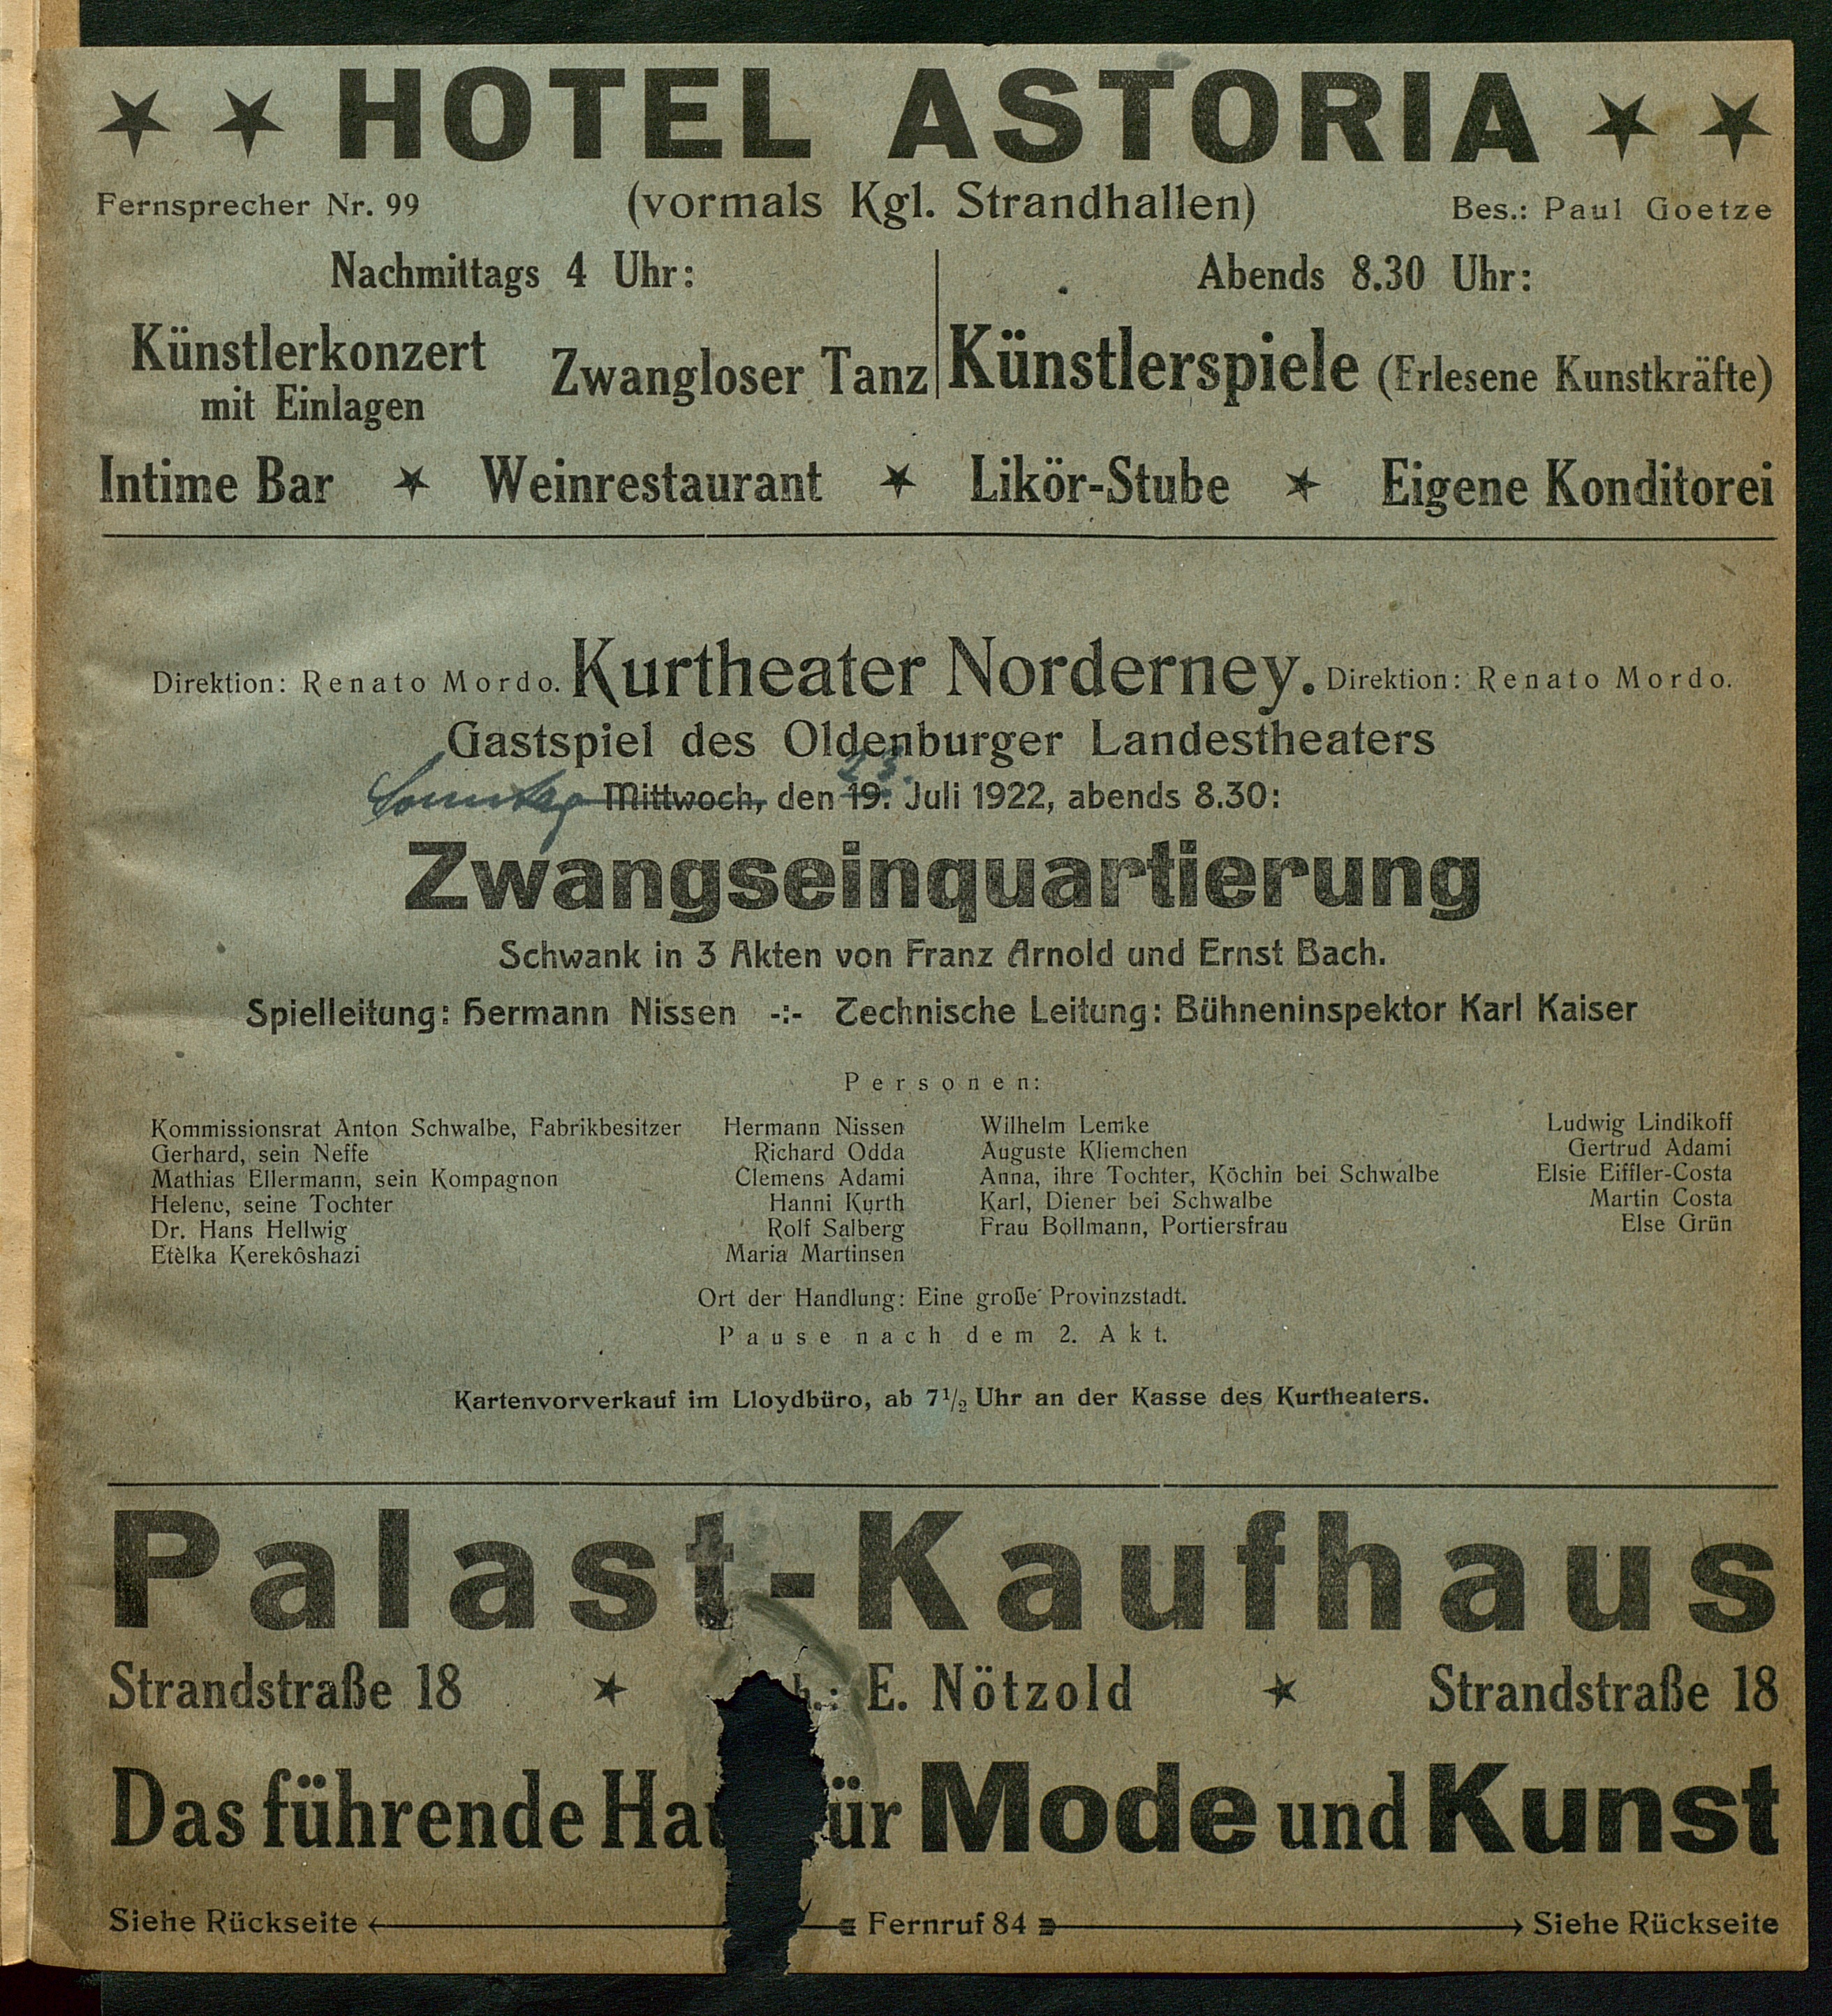 HOTEL ASTORIA
Fernsprecher Nr. 99 (vormals Kgl. Strandhallen) Bes.: Paul Goetze
Nachmittags 4 Uhr:
Künstlerkonzert
mit Einlagen
Zwangloser Tanz
Abends 8.30 Uhr:
Künstlerspiele (Erlesene Kunstkräfte)
Intime Bar ★ Weinrestaurant ★ Likör-Stube ★ Eigene Konditorei
Direktion: Renato Mordo. Kurtheater Norderney. Direktion: Renato Mordo.
Gastspiel des Oldenburger Landestheaters
23.
Sonntag Mittwoch, den 19. Juli 1922, abends 8.30:
Zwangseinquartierung
Schwank in 3 Akten von Franz Arnold und Ernst Bach.
Spielleitung: Hermann Nissen -:- Technische Leitung: Bühneninspektor Karl Kaiser
Personen:
Kommissionsrat Anton Schwalbe, Fabrikbesitzer Hermann Nissen
Gerhard, sein Neffe Richard Odda
Mathias Ellermann, sein Kompagnon Clemens Adami
Helene, seine Tochter Hanni Kurth
Dr. Hans Hellwig Rolf Salberg
Etèlka Kerekôshazi Maria Martinsen
Wilhelm Lemke Ludwig Lindikoff
Auguste Kliemchen Gertrud Adami
Anna, ihre Tochter, Köchin bei Schwalbe Elsie Eiffler-Costa
Karl, Diener bei Schwalbe Martin Costa
Frau Bollmann, Portiersfrau Else Grün
Ort der Handlung: Eine große Provinzstadt.
Pause nach dem 2. Akt.
Kartenvorverkauf im Lloydbüro, ab 7½ Uhr an der Kasse des Kurtheaters.
Palast-Kaufhaus
Strandstraße 18 ★ E. Nötzold ★ Strandstraße 18
Das führende Mode und Kunst
Siehe Rückseite Fernruf 84 Siehe Rückseite